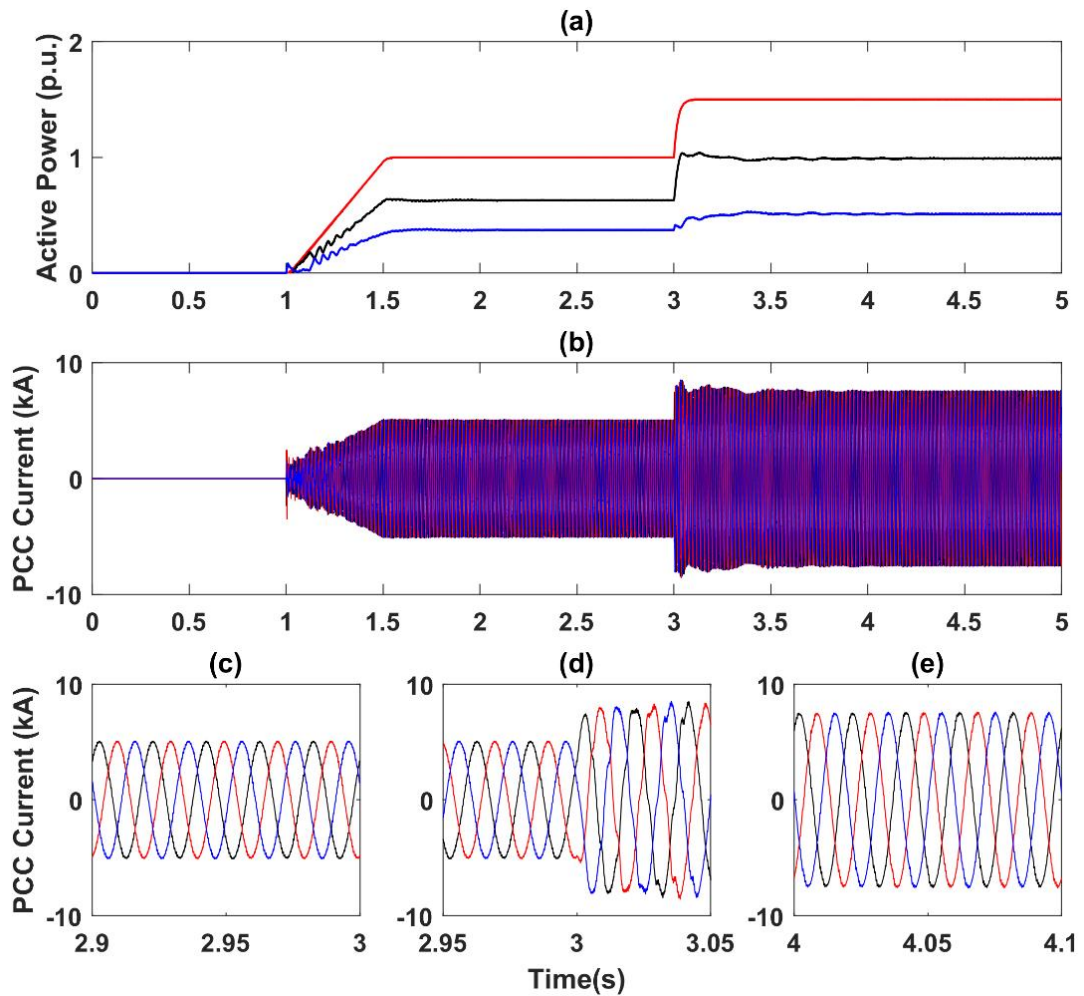 (a)
Active Power (p.u.)
2
1
0
0 0.5 1 1.5 2 2.5 3 3.5 4 4.5 5
(b)
PCC Current (kA)
10
0
-10
0 0.5 1 1.5 2 2.5 3 3.5 4 4.5 5
(c) (d) (e)
PCC Current (kA)
10 10 10
0 0 0
-10 -10 -10
2.9 2.95 3 2.95 3 3.05 4 4.05 4.1
Time(s)